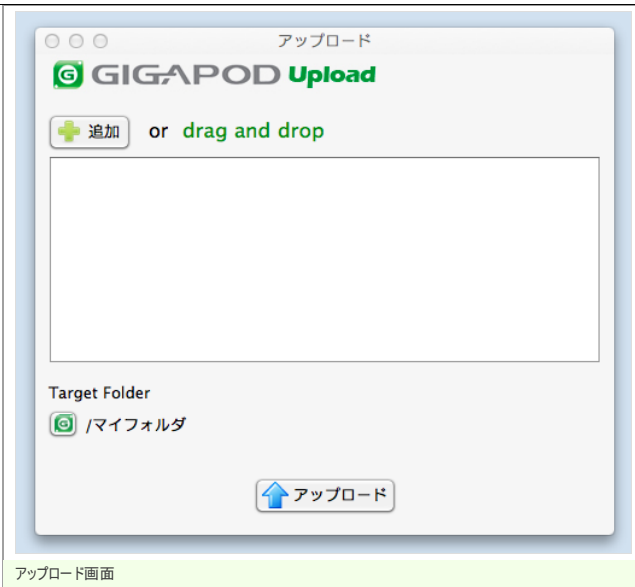 アップロード
GIGAPOD Upload
追加 or drag and drop
Target Folder
/マイフォルダ
アップロード
アップロード画面